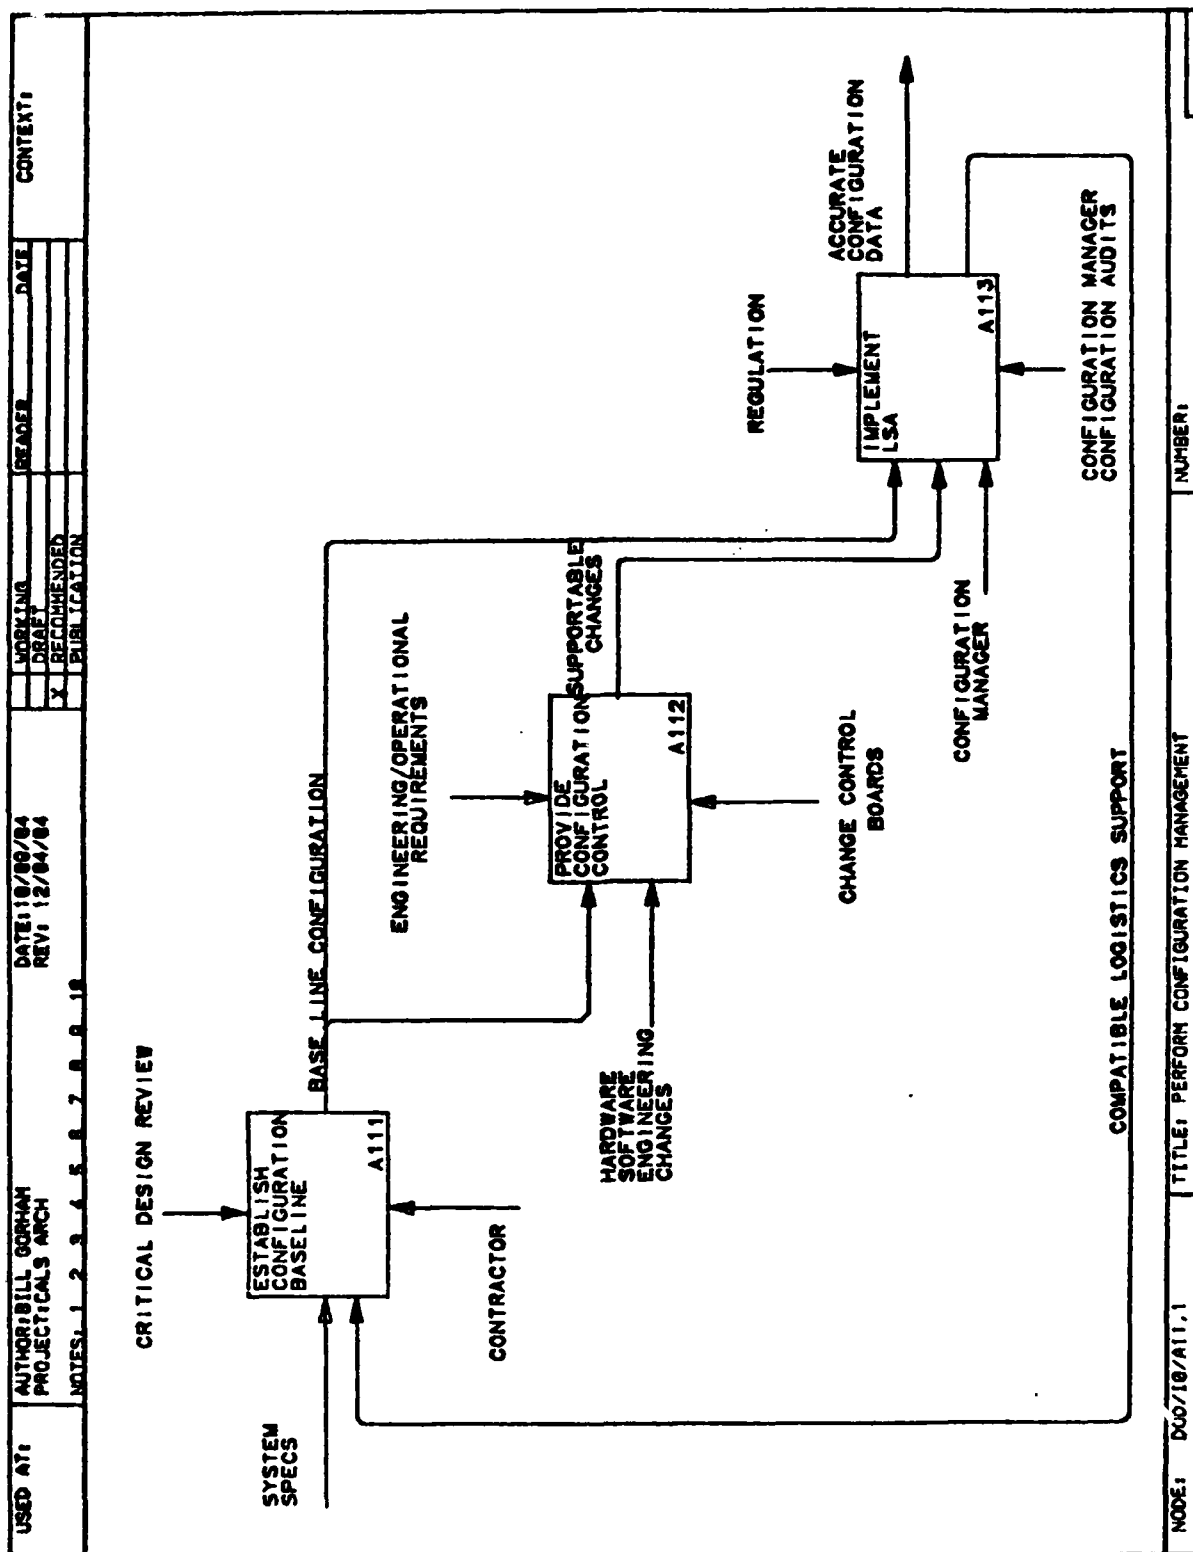 USED AT:
AUTHOR:BILL GORHAM
PROJECT:CALS ARCH
DATE:10/08/84
REV: 12/04/84
NOTES: 1 2 3 4 5 6 7 8 9 10
WORKING
DRAFT
X RECOMMENDED
PUBLICATION
READER DATE
CONTEXT:
CRITICAL DESIGN REVIEW
SYSTEM
SPECS
ESTABLISH
CONFIGURATION
BASELINE
A111
CONTRACTOR
BASE LINE CONFIGURATION
ENGINEERING/OPERATIONAL
REQUIREMENTS
HARDWARE
SOFTWARE
ENGINEERING
CHANGES
PROVIDE
CONFIGURATION
CONTROL
A112
SUPPORTABLE
CHANGES
CHANGE CONTROL
BOARDS
REGULATION
IMPLEMENT
LSA
A113
ACCURATE
CONFIGURATION
DATA
CONFIGURATION
MANAGER
CONFIGURATION MANAGER
CONFIGURATION AUDITS
COMPATIBLE LOGISTICS SUPPORT
NODE: DOD/10/A11.1
TITLE: PERFORM CONFIGURATION MANAGEMENT
NUMBER: